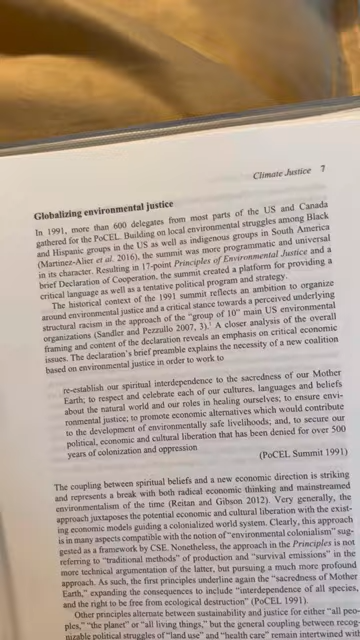 Climate Justice 7
Globalizing environmental justice
In 1991, more than 600 delegates from most parts of the US and Canada
gathered for the PoCEL. Building on local environmental struggles among Black
and Hispanic groups in the US as well as indigenous groups in South America
(Martinez-Alier et al. 2016), the summit was more programmatic and universal
in its character. Resulting in 17-point Principles of Environmental Justice and a
brief Declaration of Cooperation, the summit created a platform for providing a
critical language as well as a tentative political program and strategy.
The historical context of the 1991 summit reflects an ambition to organize
around environmental justice and a critical stance towards a perceived underlying
structural racism in the approach of the "group of 10" main US environmental
organizations (Sandler and Pezzullo 2007, 3).¹ A closer analysis of the overall
framing and content of the declaration reveals an emphasis on critical economic
issues. The declaration's brief preamble explains the necessity of a new coalition
based on environmental justice in order to work to
re-establish our spiritual interdependence to the sacredness of our Mother
Earth; to respect and celebrate each of our cultures, languages and beliefs
about the natural world and our roles in healing ourselves; to ensure envi-
ronmental justice; to promote economic alternatives which would contribute
to the development of environmentally safe livelihoods; and, to secure our
political, economic and cultural liberation that has been denied for over 500
years of colonization and oppression
(PoCEL Summit 1991)
The coupling between spiritual beliefs and a new economic direction is striking
and represents a break with both radical economic thinking and mainstreamed
environmentalism of the time (Reitan and Gibson 2012). Very generally, the
approach juxtaposes the potential economic and cultural liberation with the exist-
ing economic models guiding a colonialized world system. Clearly, this approach
is in many aspects compatible with the notion of "environmental colonialism" sug-
gested as a framework by CSE. Nonetheless, the approach in the Principles is not
referring to "traditional methods" of production and "survival emissions" in the
more technical argumentation of the latter, but pursuing a much more profound
approach. As such, the first principles underline again the "sacredness of Mother
Earth," expanding the consequences to include "interdependence of all species,
and the right to be free from ecological destruction" (PoCEL 1991).
Other principles alternate between sustainability and justice for either "all peo-
ples," "the planet" or "all living things," but the general coupling between recog-
nizable political struggles of "land use" and "health care" remain intertwined